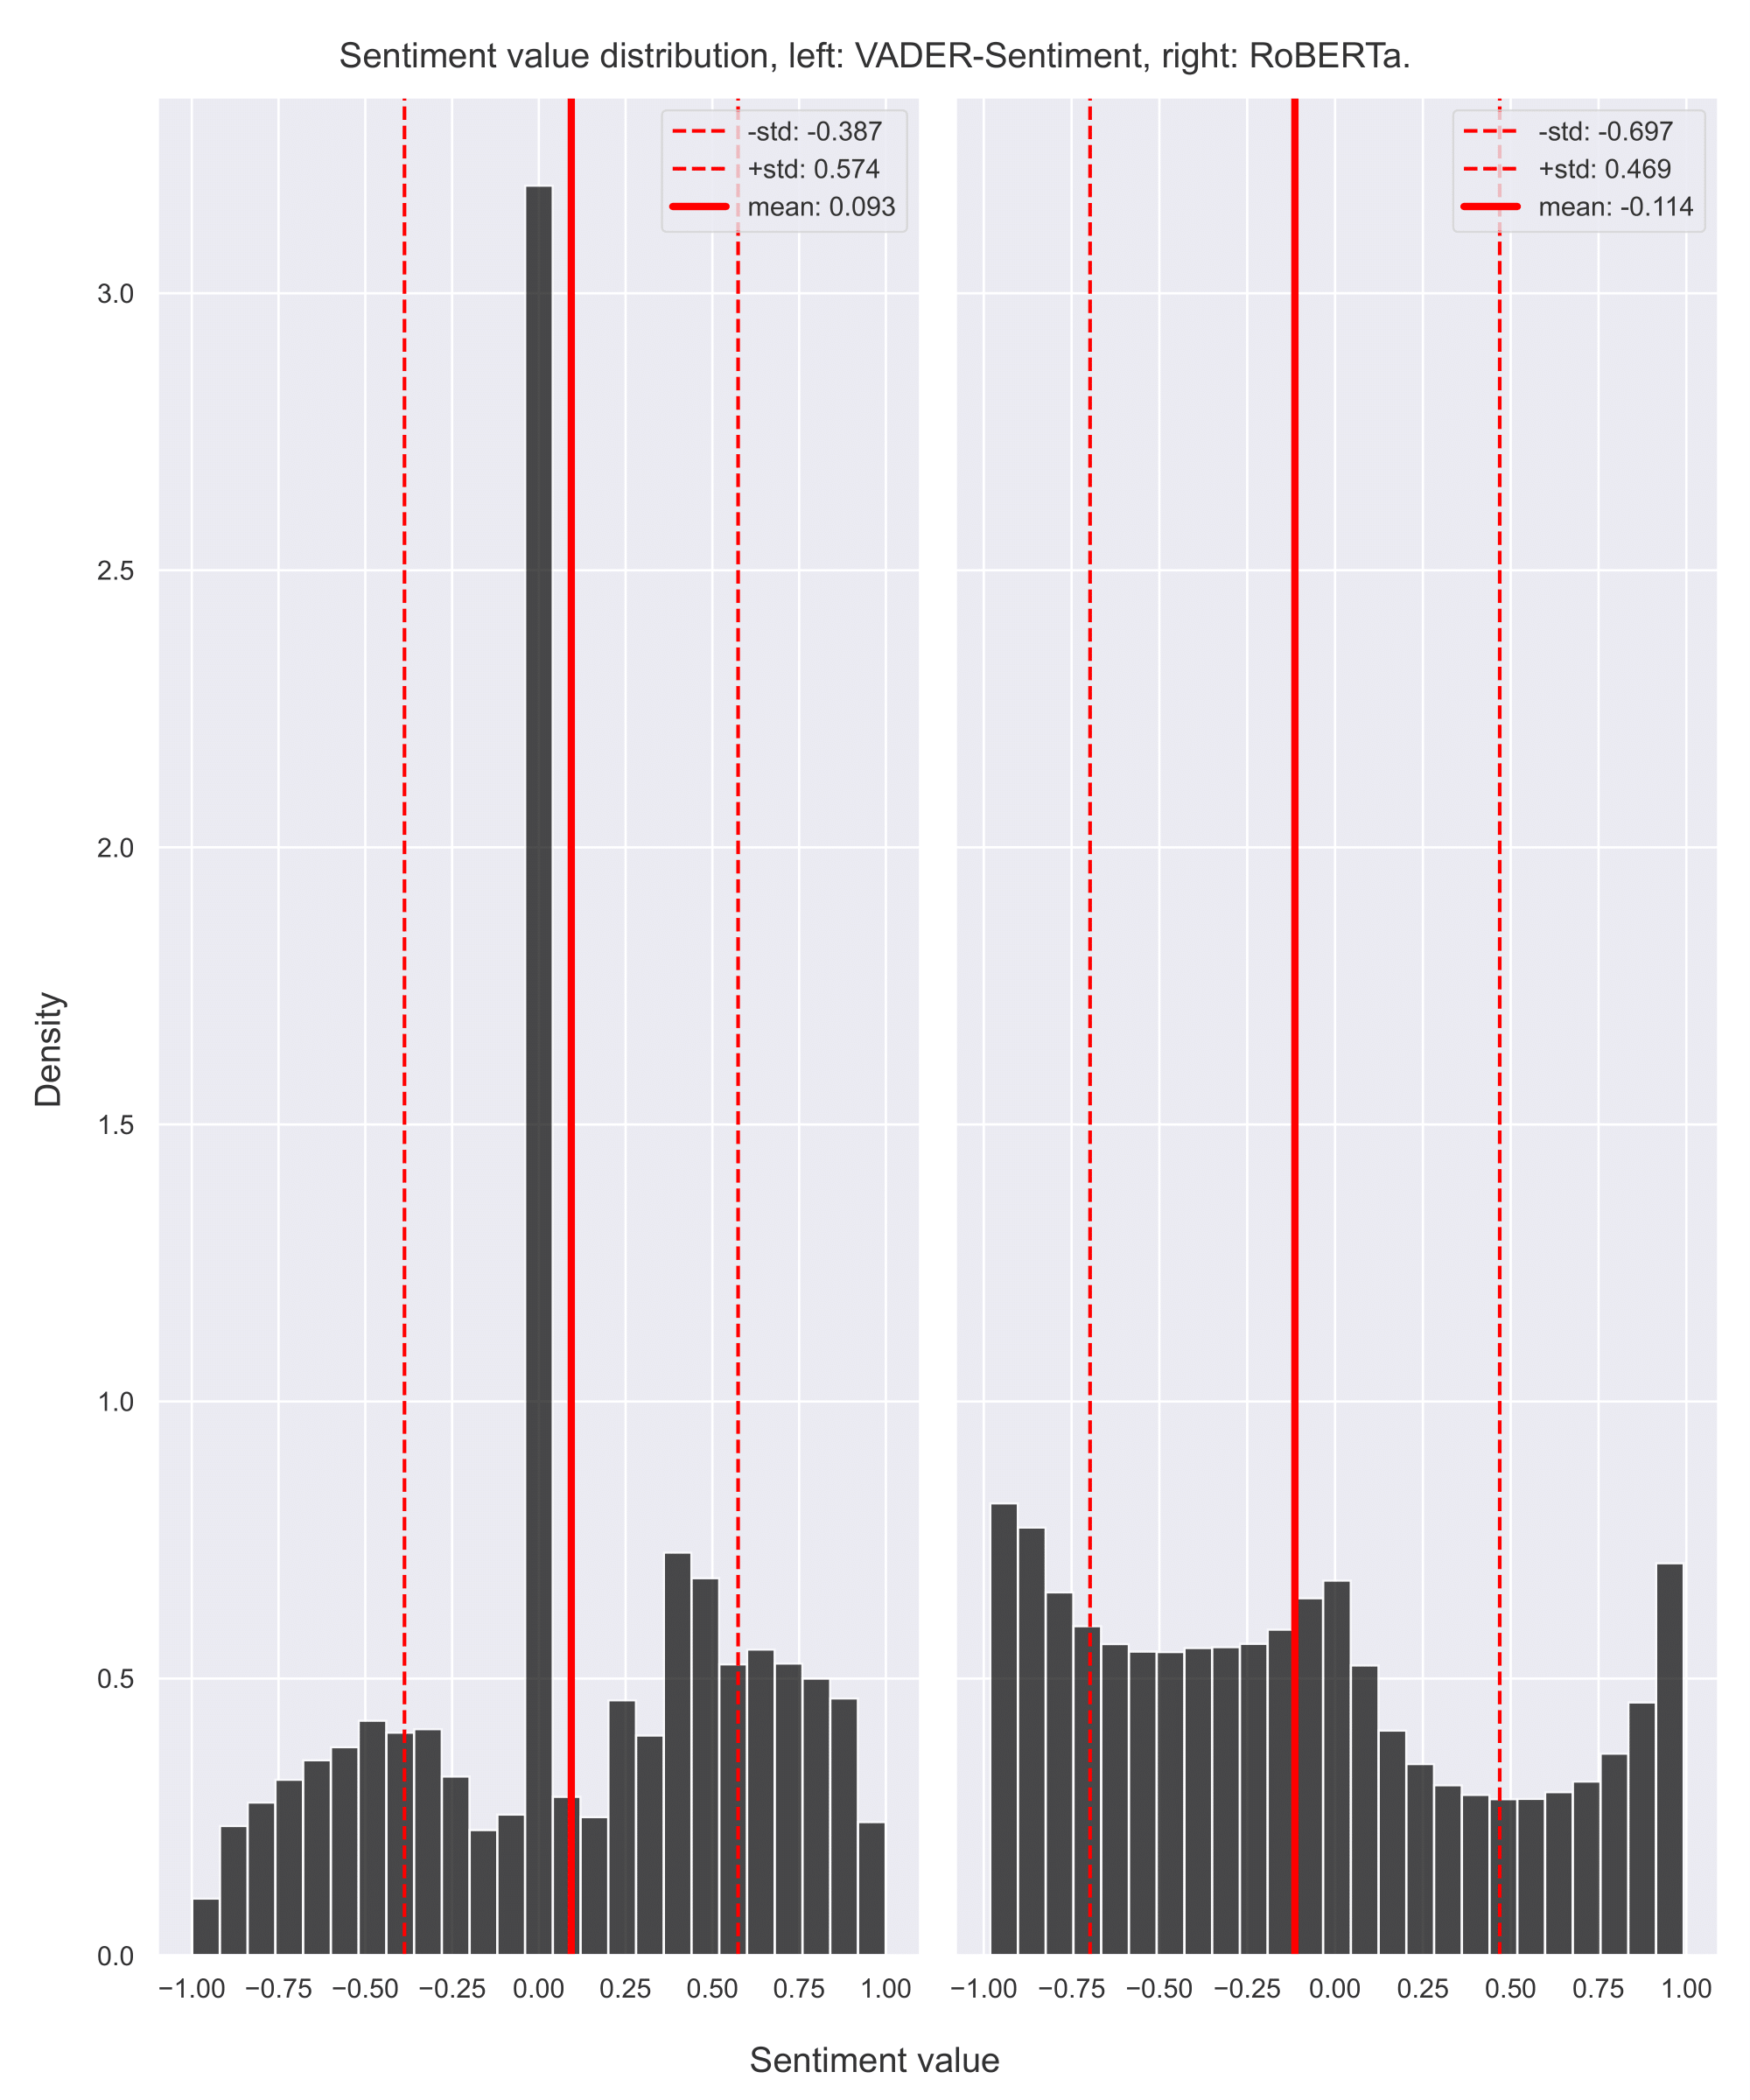 Sentiment value distribution, left: VADER-Sentiment, right: RoBERTa.
-std: -0.387
+std: 0.574
mean: 0.093
-std: -0.697
+std: 0.469
mean: -0.114
3.0
2.5
2.0
1.5
1.0
0.5
0.0
Density
−1.00 −0.75 −0.50 −0.25 0.00 0.25 0.50 0.75 1.00
−1.00 −0.75 −0.50 −0.25 0.00 0.25 0.50 0.75 1.00
Sentiment value